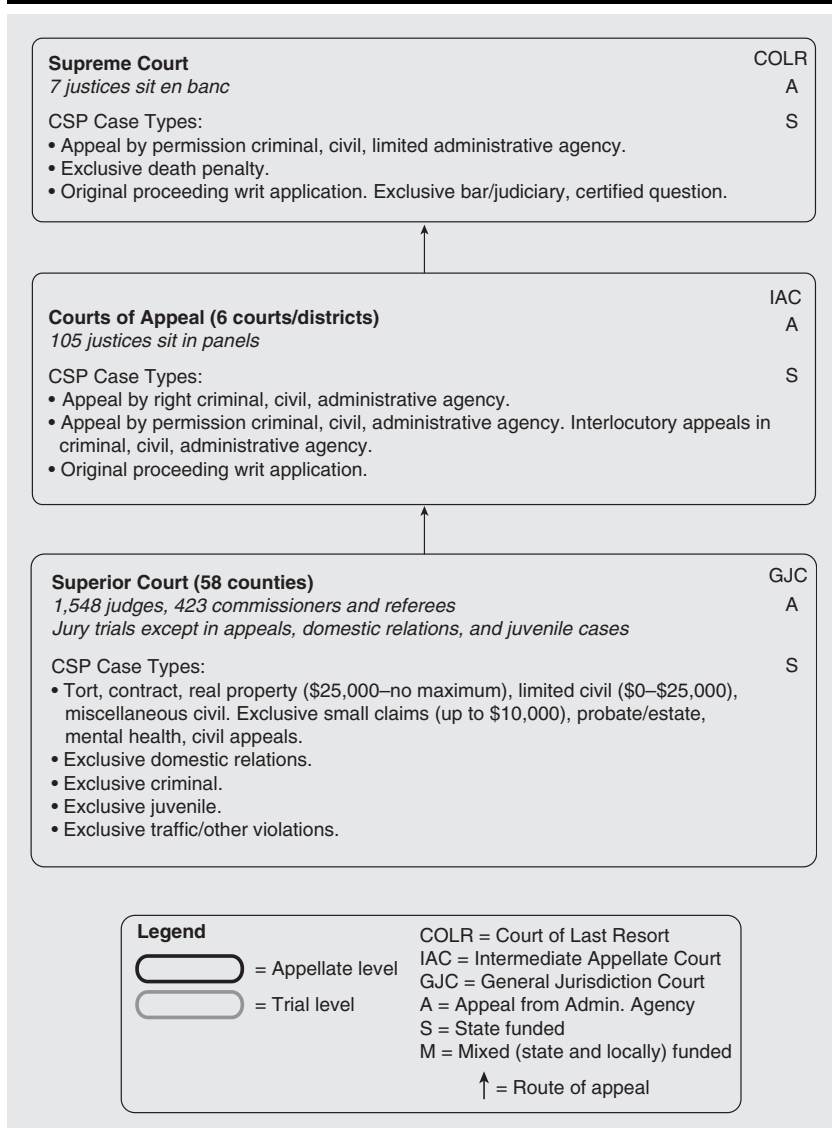 Supreme Court COLR
7 justices sit en banc A
CSP Case Types: S
• Appeal by permission criminal, civil, limited administrative agency.
• Exclusive death penalty.
• Original proceeding writ application. Exclusive bar/judiciary, certified question.
IAC
Courts of Appeal (6 courts/districts) A
105 justices sit in panels
CSP Case Types: S
• Appeal by right criminal, civil, administrative agency.
• Appeal by permission criminal, civil, administrative agency. Interlocutory appeals in
criminal, civil, administrative agency.
• Original proceeding writ application.
Superior Court (58 counties) GJC
1,548 judges, 423 commissioners and referees A
Jury trials except in appeals, domestic relations, and juvenile cases
CSP Case Types: S
• Tort, contract, real property ($25,000–no maximum), limited civil ($0–$25,000),
miscellaneous civil. Exclusive small claims (up to $10,000), probate/estate,
mental health, civil appeals.
• Exclusive domestic relations.
• Exclusive criminal.
• Exclusive juvenile.
• Exclusive traffic/other violations.
Legend
= Appellate level
= Trial level
COLR = Court of Last Resort
IAC = Intermediate Appellate Court
GJC = General Jurisdiction Court
A = Appeal from Admin. Agency
S = State funded
M = Mixed (state and locally) funded
= Route of appeal